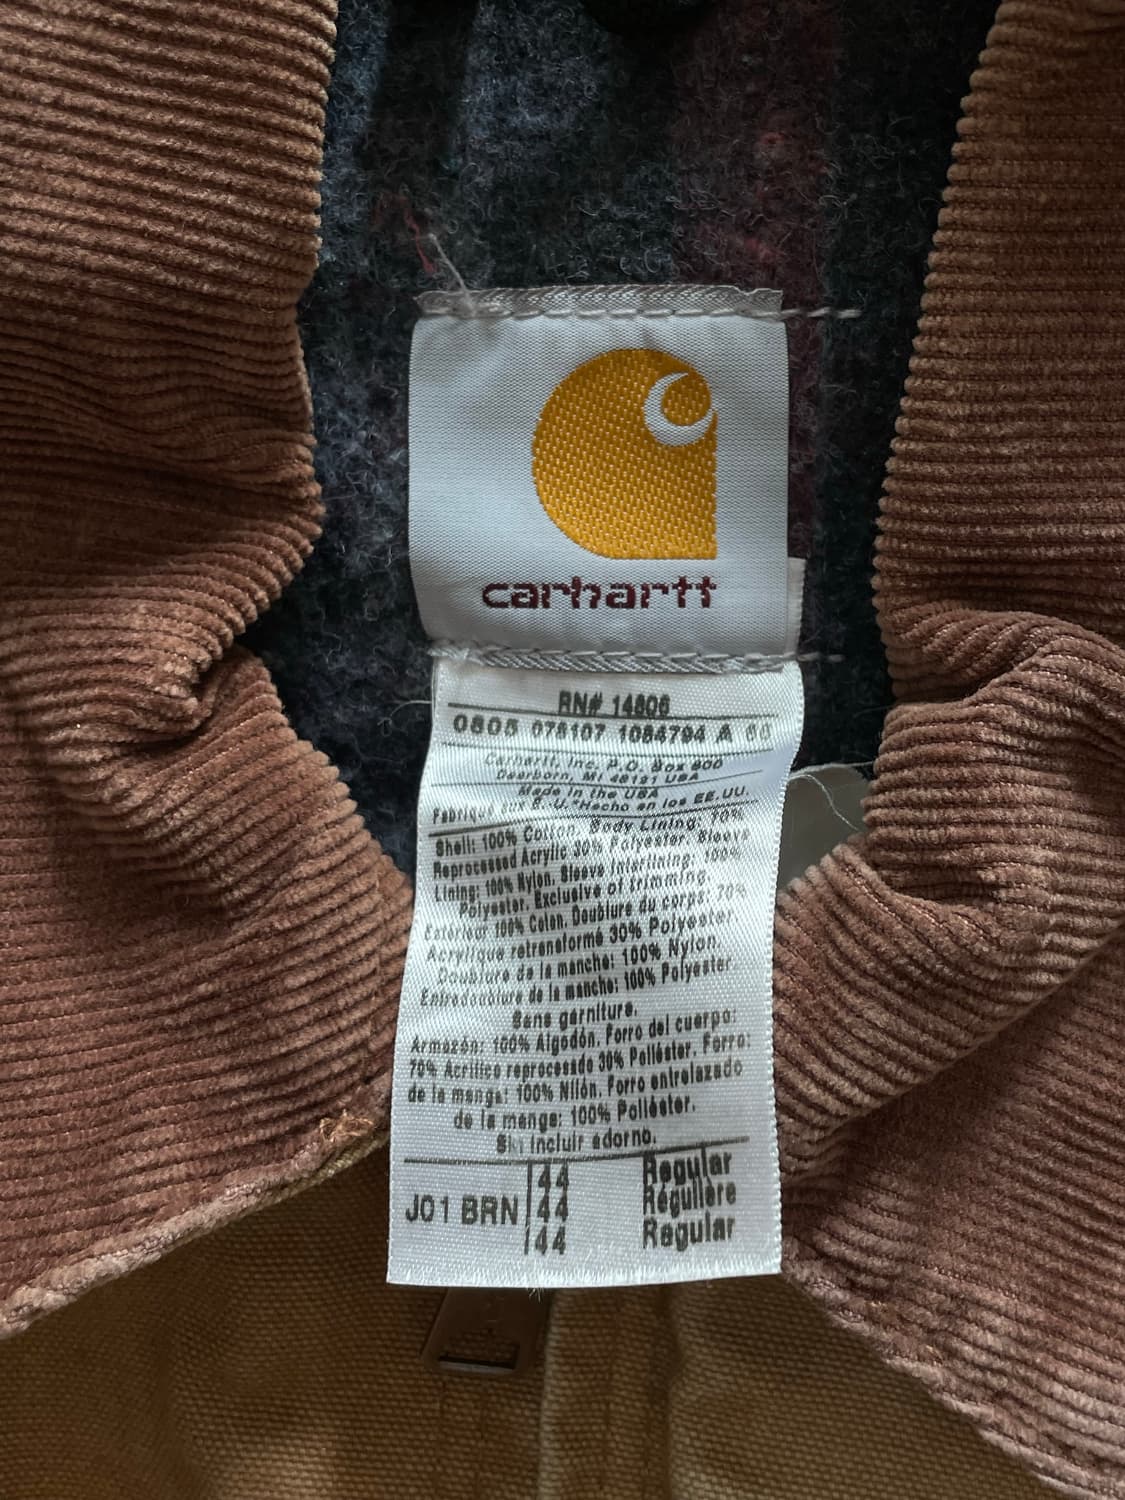 carhartt
RN# 14806
0805 076107 1084794 A
Carhartt, Inc. P.O. Box 600
Dearborn, MI 48121 USA
Made in the USA
Fabriqué aux É.-U.*Hecho en los EE.UU.
Shell: 100% Cotton. Body Lining: 70%
Reprocessed Acrylic 30% Polyester. Sleeve
Lining: 100% Nylon. Sleeve Interlining: 100%
Polyester. Exclusive of trimming.
Extérieur 100% Coton. Doublure du corps: 70%
Acrylique retransformé 30% Polyester.
Doublure de la manche: 100% Nylon.
Entredoublure de la manche: 100% Polyester.
Sans garniture.
Armazón: 100% Algodón. Forro del cuerpo:
70% Acrílico reprocesado 30% Poliéster. Forro:
de la manga: 100% Nilón. Forro entrelazado
de la manga: 100% Poliéster.
incluir adorno.
J01 BRN 44 Regular
44 Régulière
44 Regular